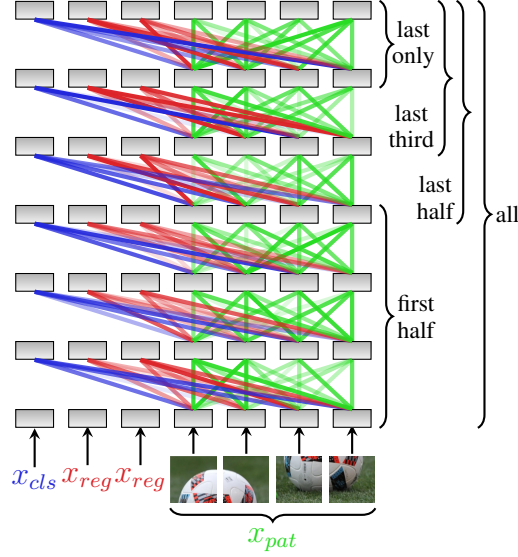 last
only
last
third
last
half
all
first
half
x_cls x_reg x_reg
x_pat